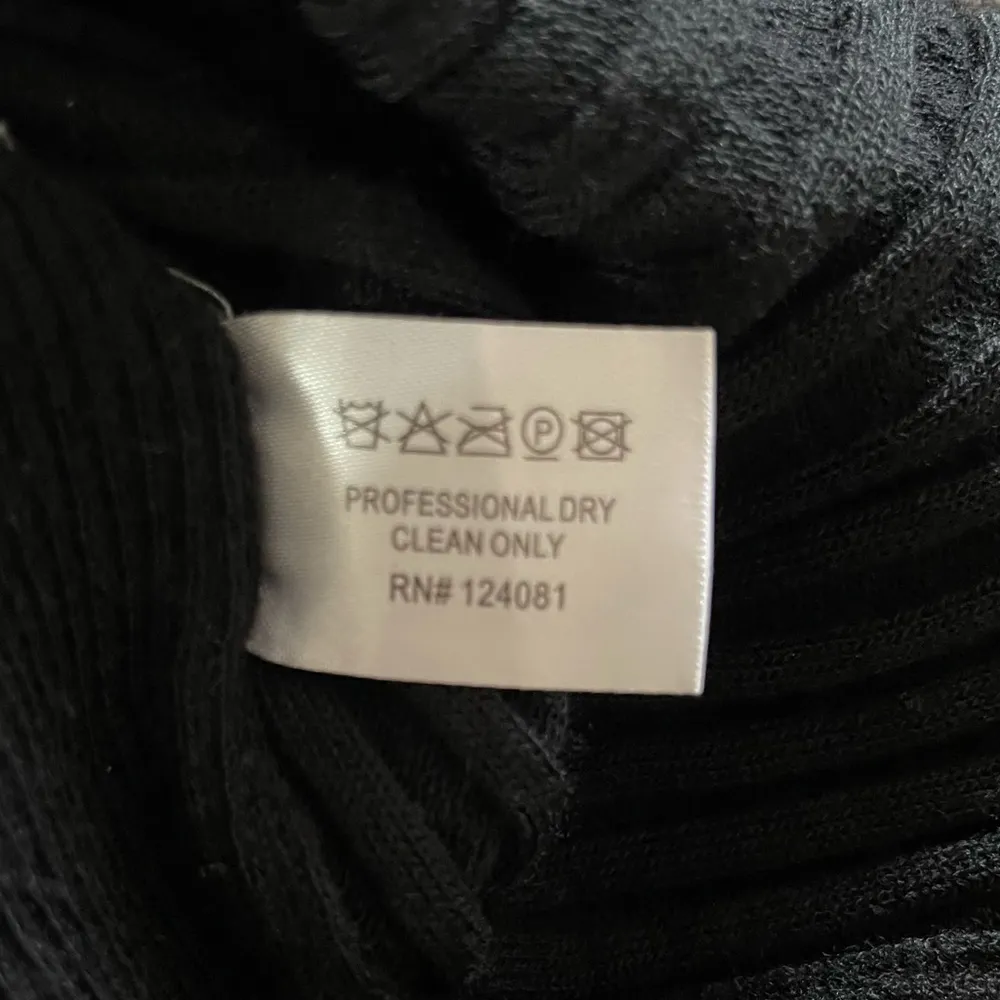 P
PROFESSIONAL DRY
CLEAN ONLY
RN# 124081